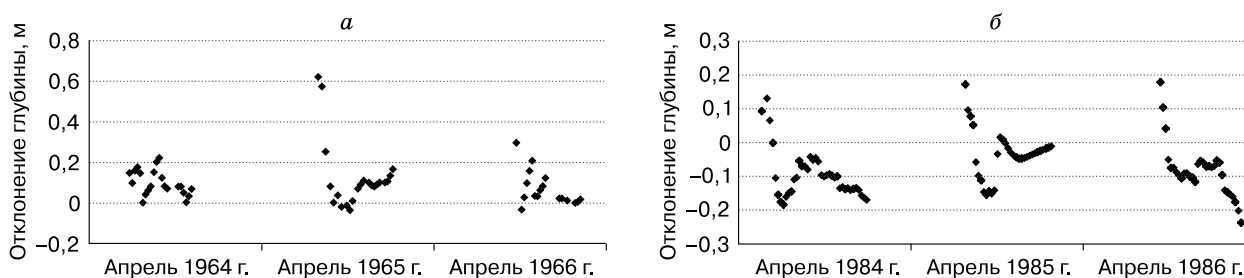 а
Отклонение глубины, м
0,8
0,6
0,4
0,2
0
−0,2
Апрель 1964 г.
Апрель 1965 г.
Апрель 1966 г.
б
Отклонение глубины, м
0,3
0,2
0,1
0
−0,1
−0,2
−0,3
Апрель 1984 г.
Апрель 1985 г.
Апрель 1986 г.